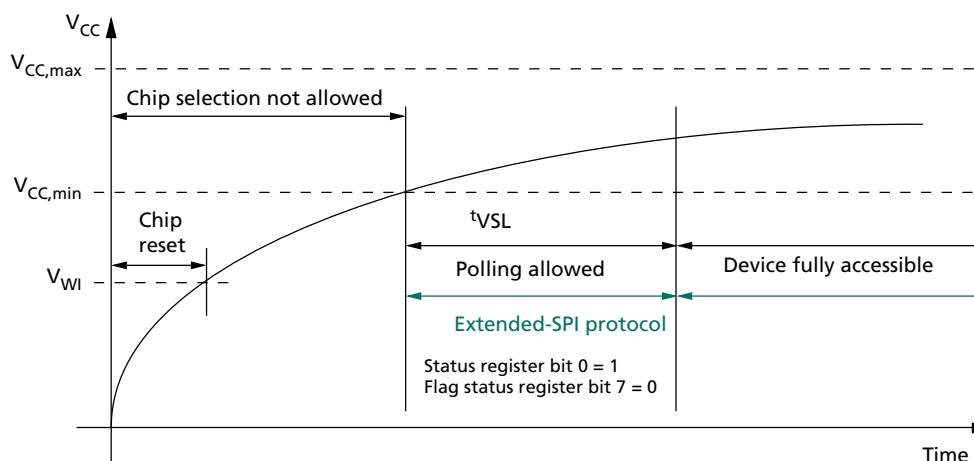 VCC
VCC,max
Chip selection not allowed
VCC,min
Chip
reset
tVSL
VWI
Polling allowed
Device fully accessible
Extended-SPI protocol
Status register bit 0 = 1
Flag status register bit 7 = 0
Time